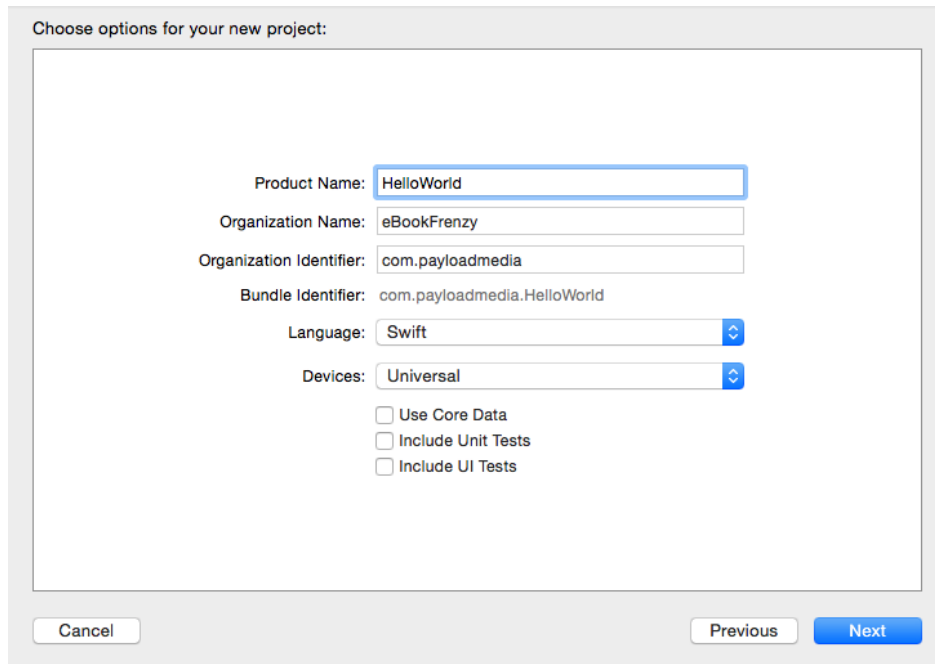 Choose options for your new project:
Product Name: HelloWorld
Organization Name: eBookFrenzy
Organization Identifier: com.payloadmedia
Bundle Identifier: com.payloadmedia.HelloWorld
Language: Swift
Devices: Universal
Use Core Data
Include Unit Tests
Include UI Tests
Cancel Previous Next